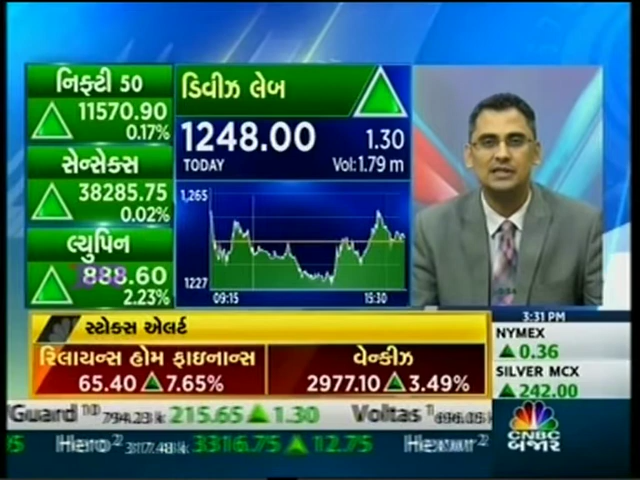 નિફ્ટી 50
11570.90
0.17%
સેન્સેક્સ
38285.75
0.02%
લ્યુપિન
888.60
2.23%
ડિવીઝ લેબ
1248.00 1.30
TODAY Vol:1.79 m
1,265
1227
09:15 15:30
3:31 PM
NYMEX
0.36
SILVER MCX
242.00
સ્ટોક્સ એલર્ટ
રિલાયન્સ હોમ ફાઇનાન્સ
65.40 7.65%
વેન્કીઝ
2977.10 3.49%
Guard 215.65 1.30 Voltas
5 Hero 3316.75 12.75
CNBC
બજાર